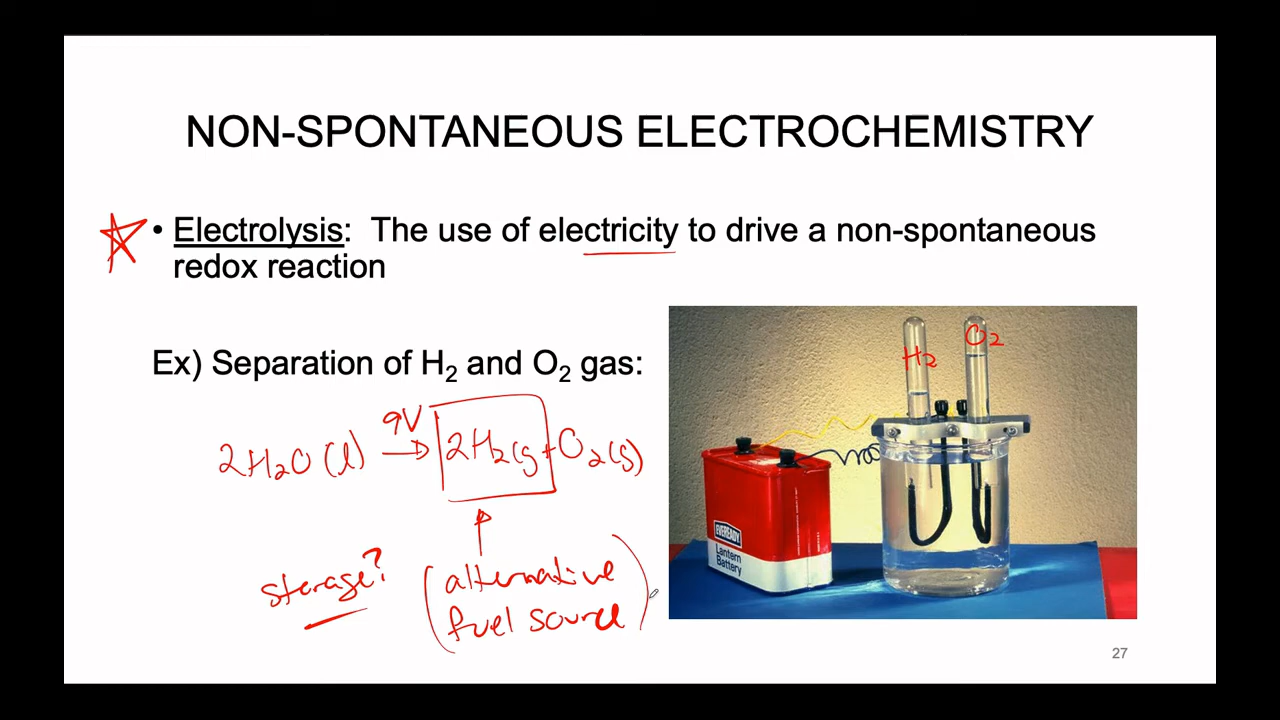 NON-SPONTANEOUS ELECTROCHEMISTRY
• Electrolysis: The use of electricity to drive a non-spontaneous
redox reaction
Ex) Separation of H₂ and O₂ gas:
9V
2H₂O (l) → 2H₂(g) + O₂(g)
storage?
(alternative
fuel source)
H₂
O₂
EVEREADY
Lantern
Battery
27